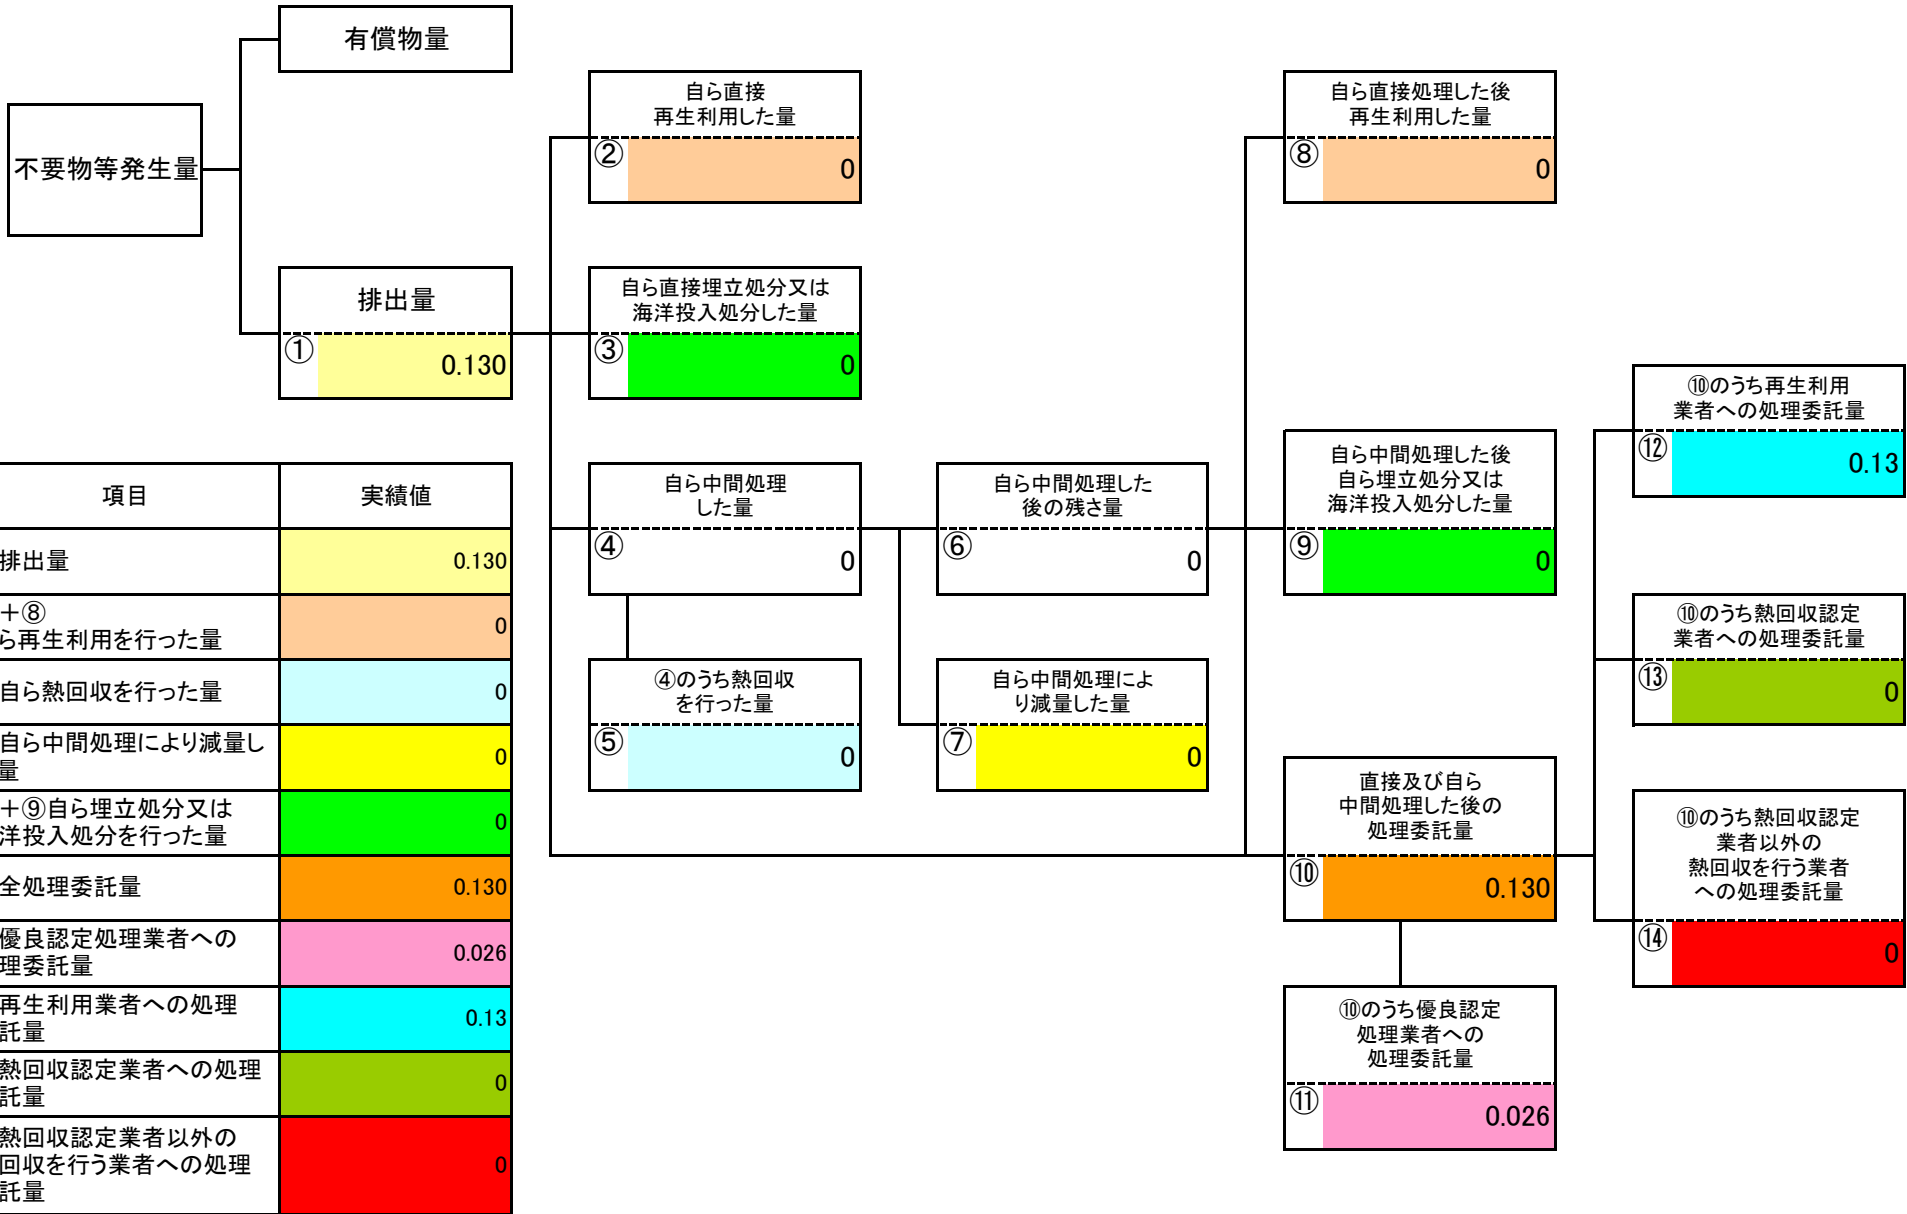 有償物量
不要物等発生量
排出量
①
0.130
自ら直接
再生利用した量
②
0
自ら直接埋立処分又は
海洋投入処分した量
③
0
自ら中間処理
した量
④
0
④のうち熱回収
を行った量
⑤
0
自ら中間処理した
後の残さ量
⑥
0
自ら中間処理によ
り減量した量
⑦
0
自ら直接処理した後
再生利用した量
⑧
0
自ら中間処理した後
自ら埋立処分又は
海洋投入処分した量
⑨
0
直接及び自ら
中間処理した後の
処理委託量
⑩
0.130
⑩のうち優良認定
処理業者への
処理委託量
⑪
0.026
⑩のうち再生利用
業者への処理委託量
⑫
0.13
⑩のうち熱回収認定
業者への処理委託量
⑬
0
⑩のうち熱回収認定
業者以外の
熱回収を行う業者
への処理委託量
⑭
0
項目 実績値
排出量 0.130
+⑧
ら再生利用を行った量 0
自ら熱回収を行った量 0
自ら中間処理により減量し
量 0
+⑨自ら埋立処分又は
洋投入処分を行った量 0
全処理委託量 0.130
優良認定処理業者への
理委託量 0.026
再生利用業者への処理
託量 0.13
熱回収認定業者への処理
託量 0
熱回収認定業者以外の
回収を行う業者への処理
託量 0